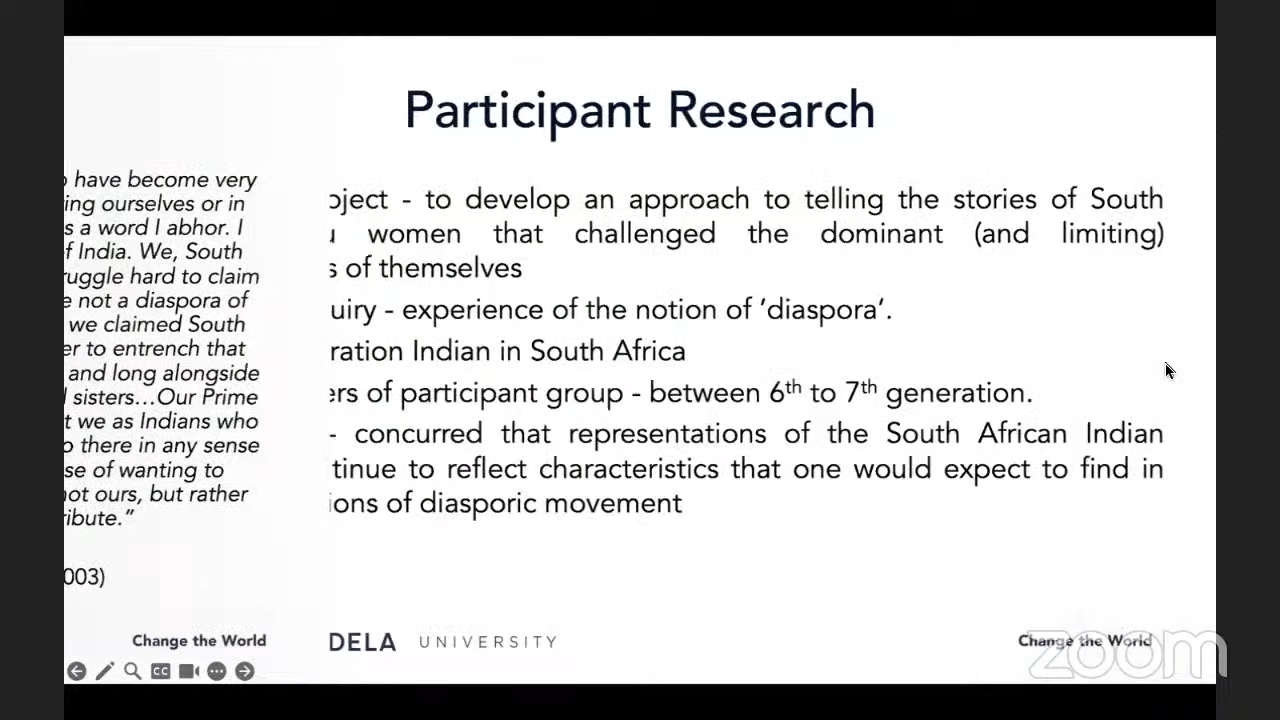 Participant Research
have become very
ing ourselves or in
s a word I abhor. I
f India. We, South
ruggle hard to claim
e not a diaspora of
we claimed South
er to entrench that
and long alongside
sisters...Our Prime
t we as Indians who
o there in any sense
se of wanting to
not ours, but rather
ribute.”
003)
Change the World
oject - to develop an approach to telling the stories of South
women that challenged the dominant (and limiting)
s of themselves
uiry - experience of the notion of ‘diaspora’.
ration Indian in South Africa
ers of participant group - between 6th to 7th generation.
- concurred that representations of the South African Indian
tinue to reflect characteristics that one would expect to find in
ions of diasporic movement
DELA UNIVERSITY
Change the World
zoom
CC